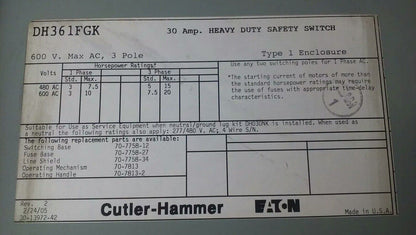 DH361FGK
30 Amp. HEAVY DUTY SAFETY SWITCH
600 V. Max AC, 3 Pole
Type 1 Enclosure
Horsepower Ratings†
Volts 1 Phase 3 Phase
480 AC 3 7.5 5 15
600 AC 3 10 7.5 20
Use any two switching poles for 1 Phase AC.
*The starting current of motors of more than
the standard horsepower ratings may require
the use of fuses with appropriate time-delay
characteristics.
Suitable for Use as Service Equipment when neutral/ground lug kit DH030NK is installed. When used as
a neutral the following ratings also apply: 277/480 V. AC; 4 Wire S/N.
The following replacement parts are available:
Switching Base 70-7758-12
Fuse Base 70-7758-27
Line Shield 70-7758-34
Operating Mechanism 70-7813
Operating Handle 70-7813-2
Rev. 2
2/24/05
30-13972-42
Cutler-Hammer
EATON
Made in U.S.A.